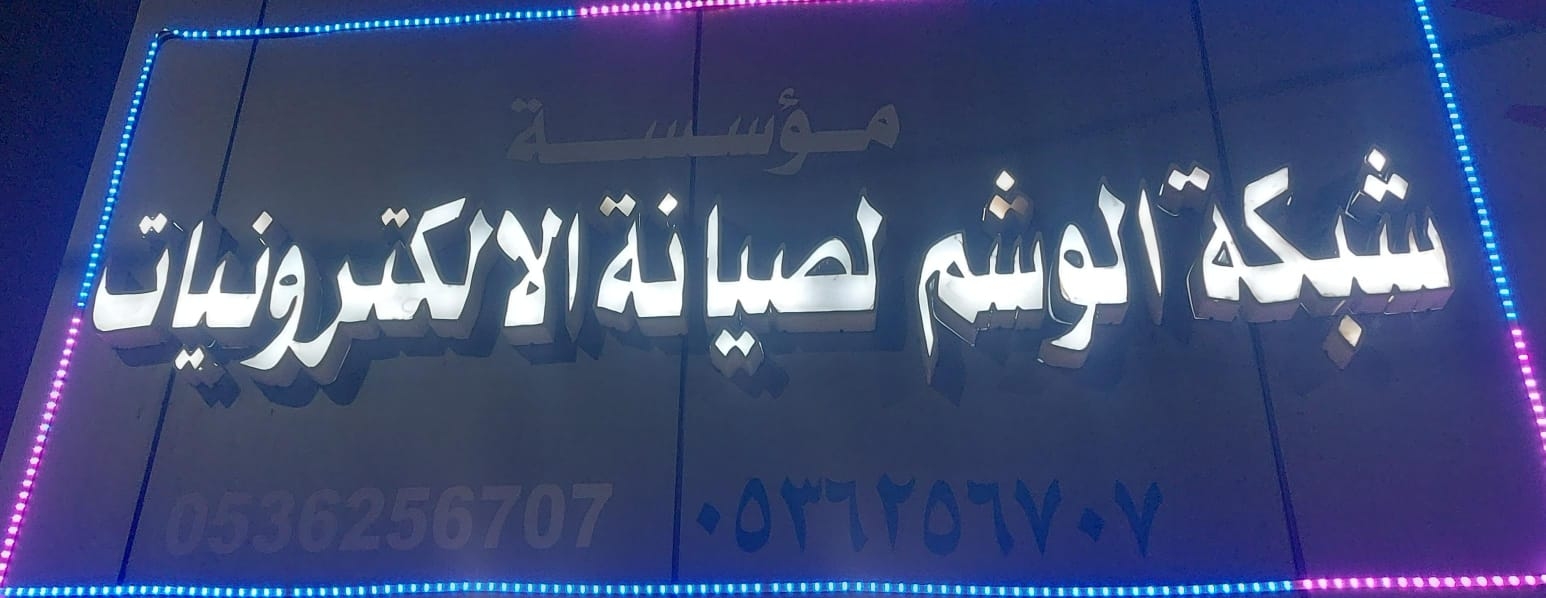 مؤسسة
شبكة الوشم لصيانة الالكترونيات
0536256707 ٠٥٣٦٢٥٦٧٠٧